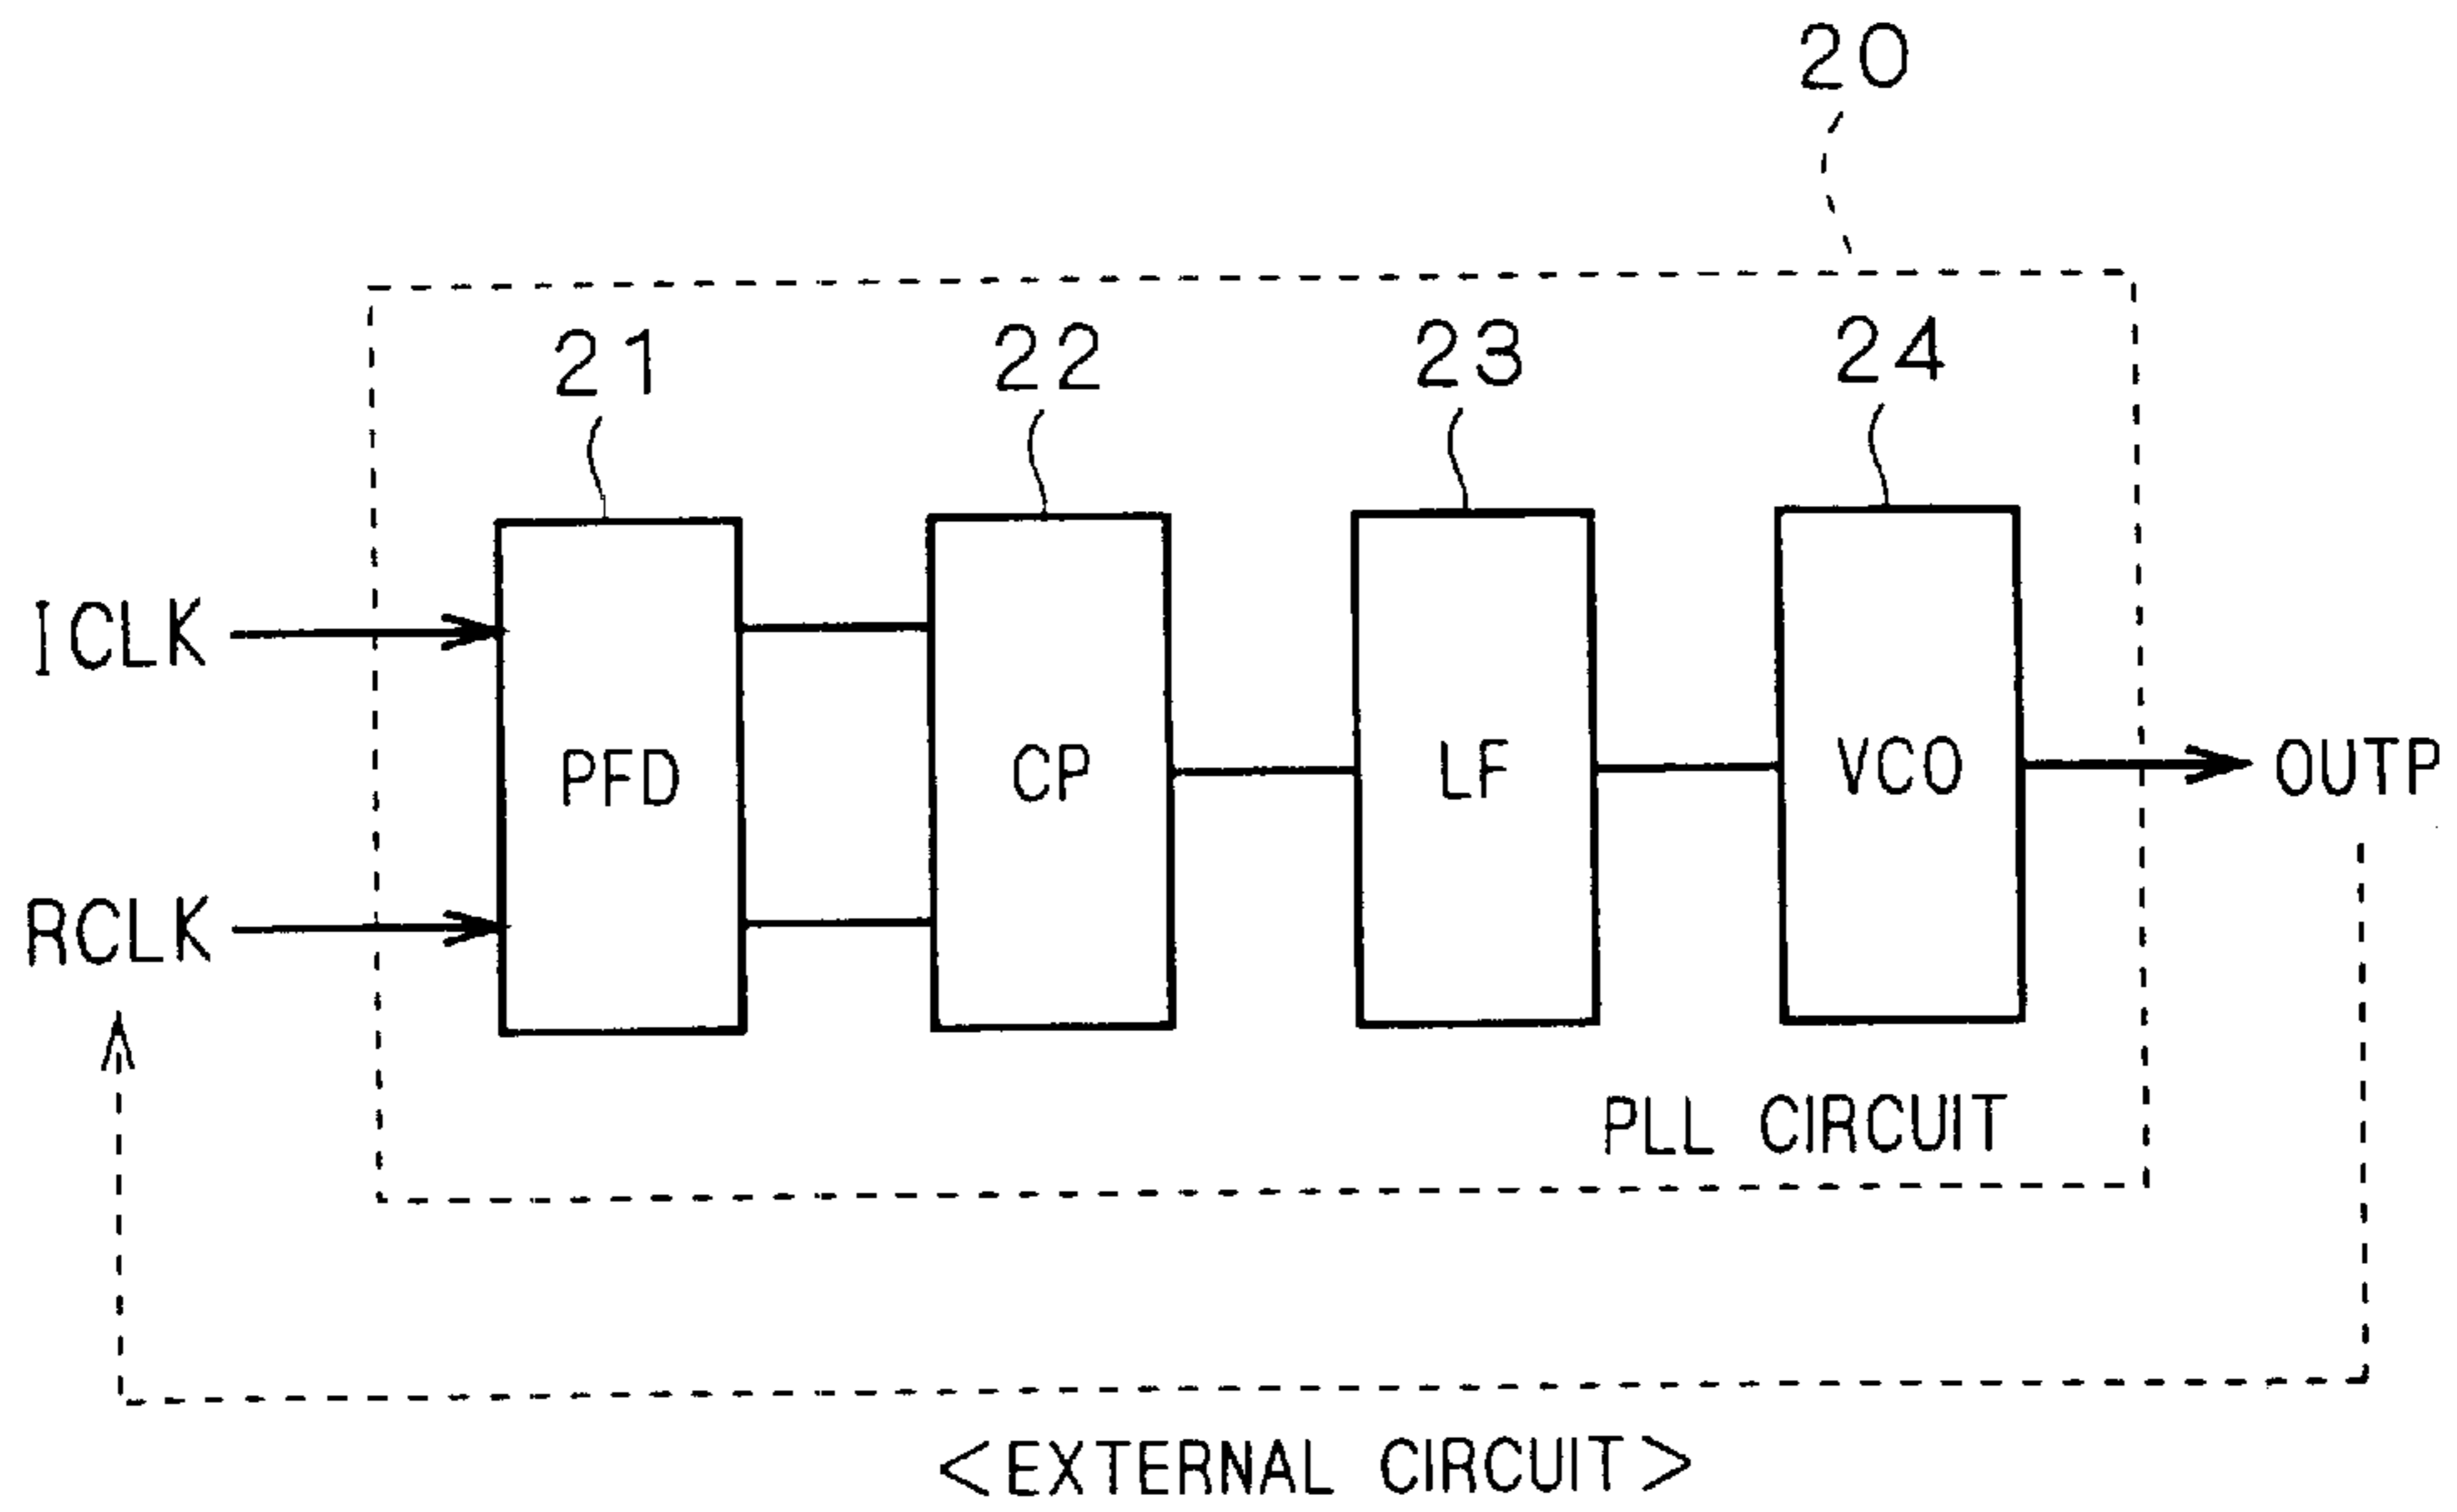 20
21
22
23
24
ICLK
PFD
CP
LF
VCO
OUTP
RCLK
PLL CIRCUIT
<EXTERNAL CIRCUIT>